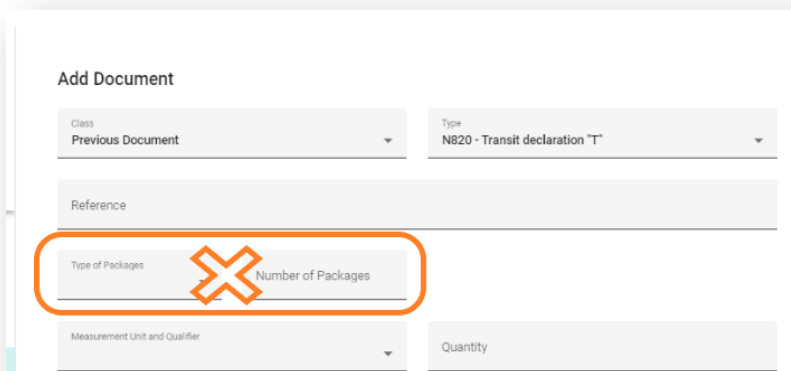 Add Document
Class
Previous Document
Type
N820 - Transit declaration "T"
Reference
Type of Packages
Number of Packages
Measurement Unit and Qualifier
Quantity